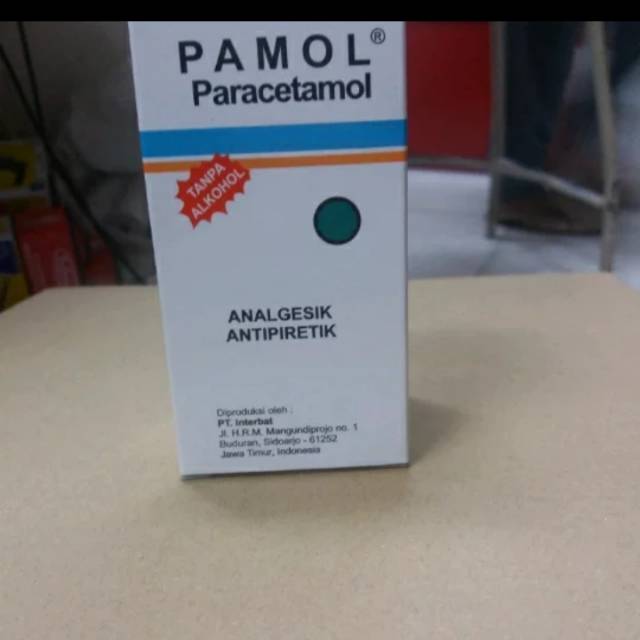 PAMOL®
Paracetamol
TANPA
ALKOHOL
ANALGESIK
ANTIPIRETIK
Diproduksi oleh :
PT. Interbat
Jl. H.R.M. Mangundiprojo no. 1
Buduran, Sidoarjo - 61252
Jawa Timur, Indonesia